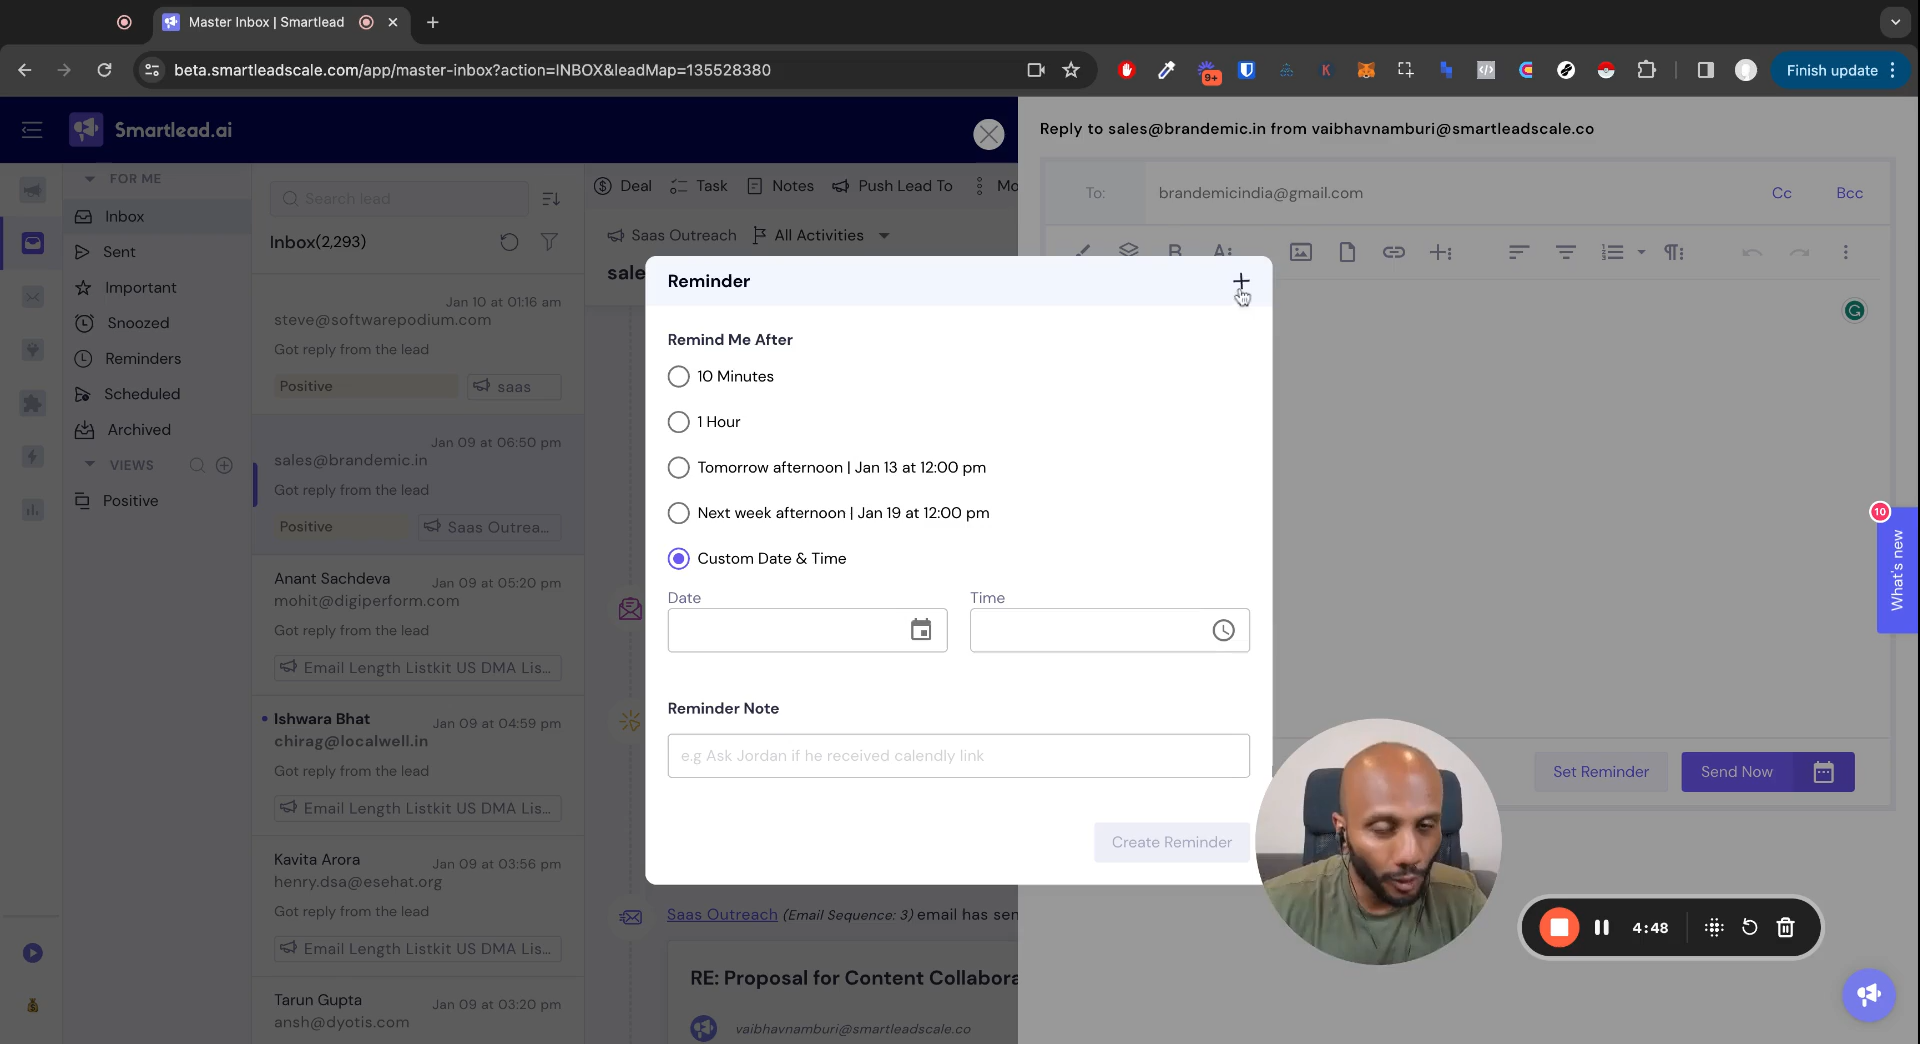 Master Inbox | Smartlead
beta.smartleadscale.com/app/master-inbox?action=INBOX&leadMap=135528380
9+
Finish update
Smartlead.ai
FOR ME
Inbox
Sent
Important
Snoozed
Reminders
Scheduled
Archived
VIEWS
Positive
Search lead
Inbox(2,293)
Jan 10 at 01:16 am
steve@softwarepodium.com
Got reply from the lead
Positive
saas
Jan 09 at 06:50 pm
sales@brandemic.in
Got reply from the lead
Positive
Saas Outrea...
Anant Sachdeva
Jan 09 at 05:20 pm
mohit@digiperform.com
Got reply from the lead
Email Length Listkit US DMA Lis...
Ishwara Bhat
Jan 09 at 04:59 pm
chirag@localwell.in
Got reply from the lead
Email Length Listkit US DMA Lis...
Kavita Arora
Jan 09 at 03:56 pm
henry.dsa@esehat.org
Got reply from the lead
Email Length Listkit US DMA Lis...
Tarun Gupta
Jan 09 at 03:20 pm
ansh@dyotis.com
Deal
Task
Notes
Push Lead To
Mo
Saas Outreach
All Activities
sale
Reminder
Remind Me After
10 Minutes
1 Hour
Tomorrow afternoon | Jan 13 at 12:00 pm
Next week afternoon | Jan 19 at 12:00 pm
Custom Date & Time
Date
Time
Reminder Note
e.g Ask Jordan if he received calendly link
Create Reminder
Saas Outreach (Email Sequence: 3) email has sen
RE: Proposal for Content Collabora
vaibhavnamburi@smartleadscale.co
Reply to sales@brandemic.in from vaibhavnamburi@smartleadscale.co
To:
brandemicindia@gmail.com
Cc
Bcc
B
A
G
10
What's new
Set Reminder
Send Now
4:48